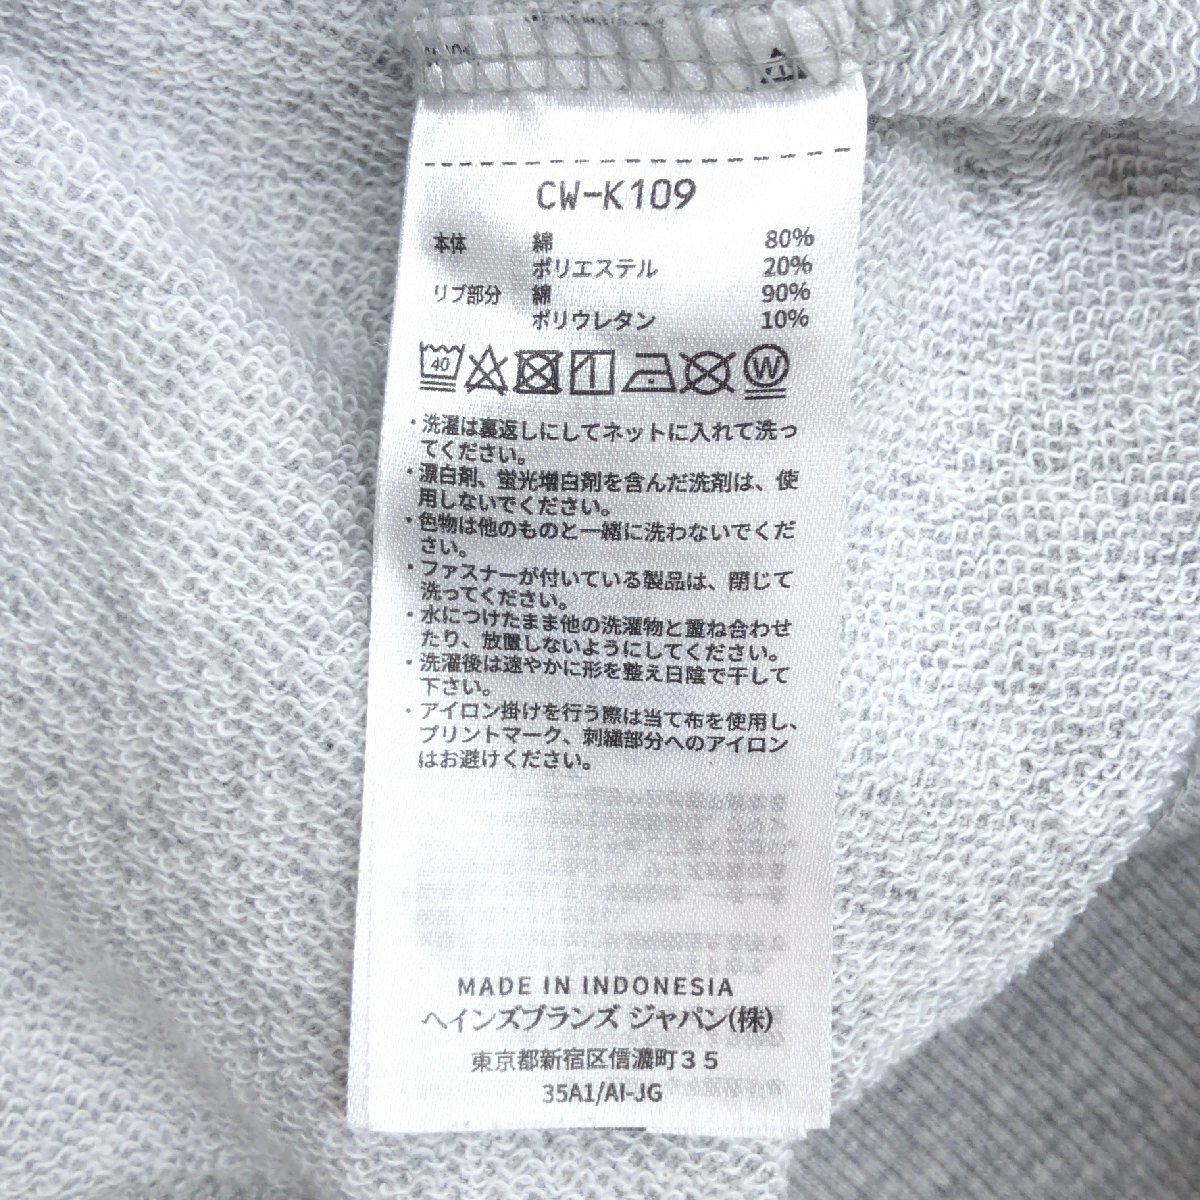 CW-K109
本体 綿 80%
ポリエステル 20%
リブ部分 綿 90%
ポリウレタン 10%
40 W
・洗濯は裏返しにしてネットに入れて洗っ
てください。
・漂白剤、蛍光増白剤を含んだ洗剤は、使
用しないでください。
・色物は他のものと一緒に洗わないでくだ
さい。
・ファスナーが付いている製品は、閉じて
洗ってください。
・水につけたまま他の洗濯物と重ね合わせ
たり、放置しないようにしてください。
・洗濯後は速やかに形を整え日陰で干して
下さい。
・アイロン掛けを行う際は当て布を使用し、
プリントマーク、刺繍部分へのアイロン
はお避けください。
MADE IN INDONESIA
ヘインズブランズ ジャパン(株)
東京都新宿区信濃町35
35A1/AI-JG